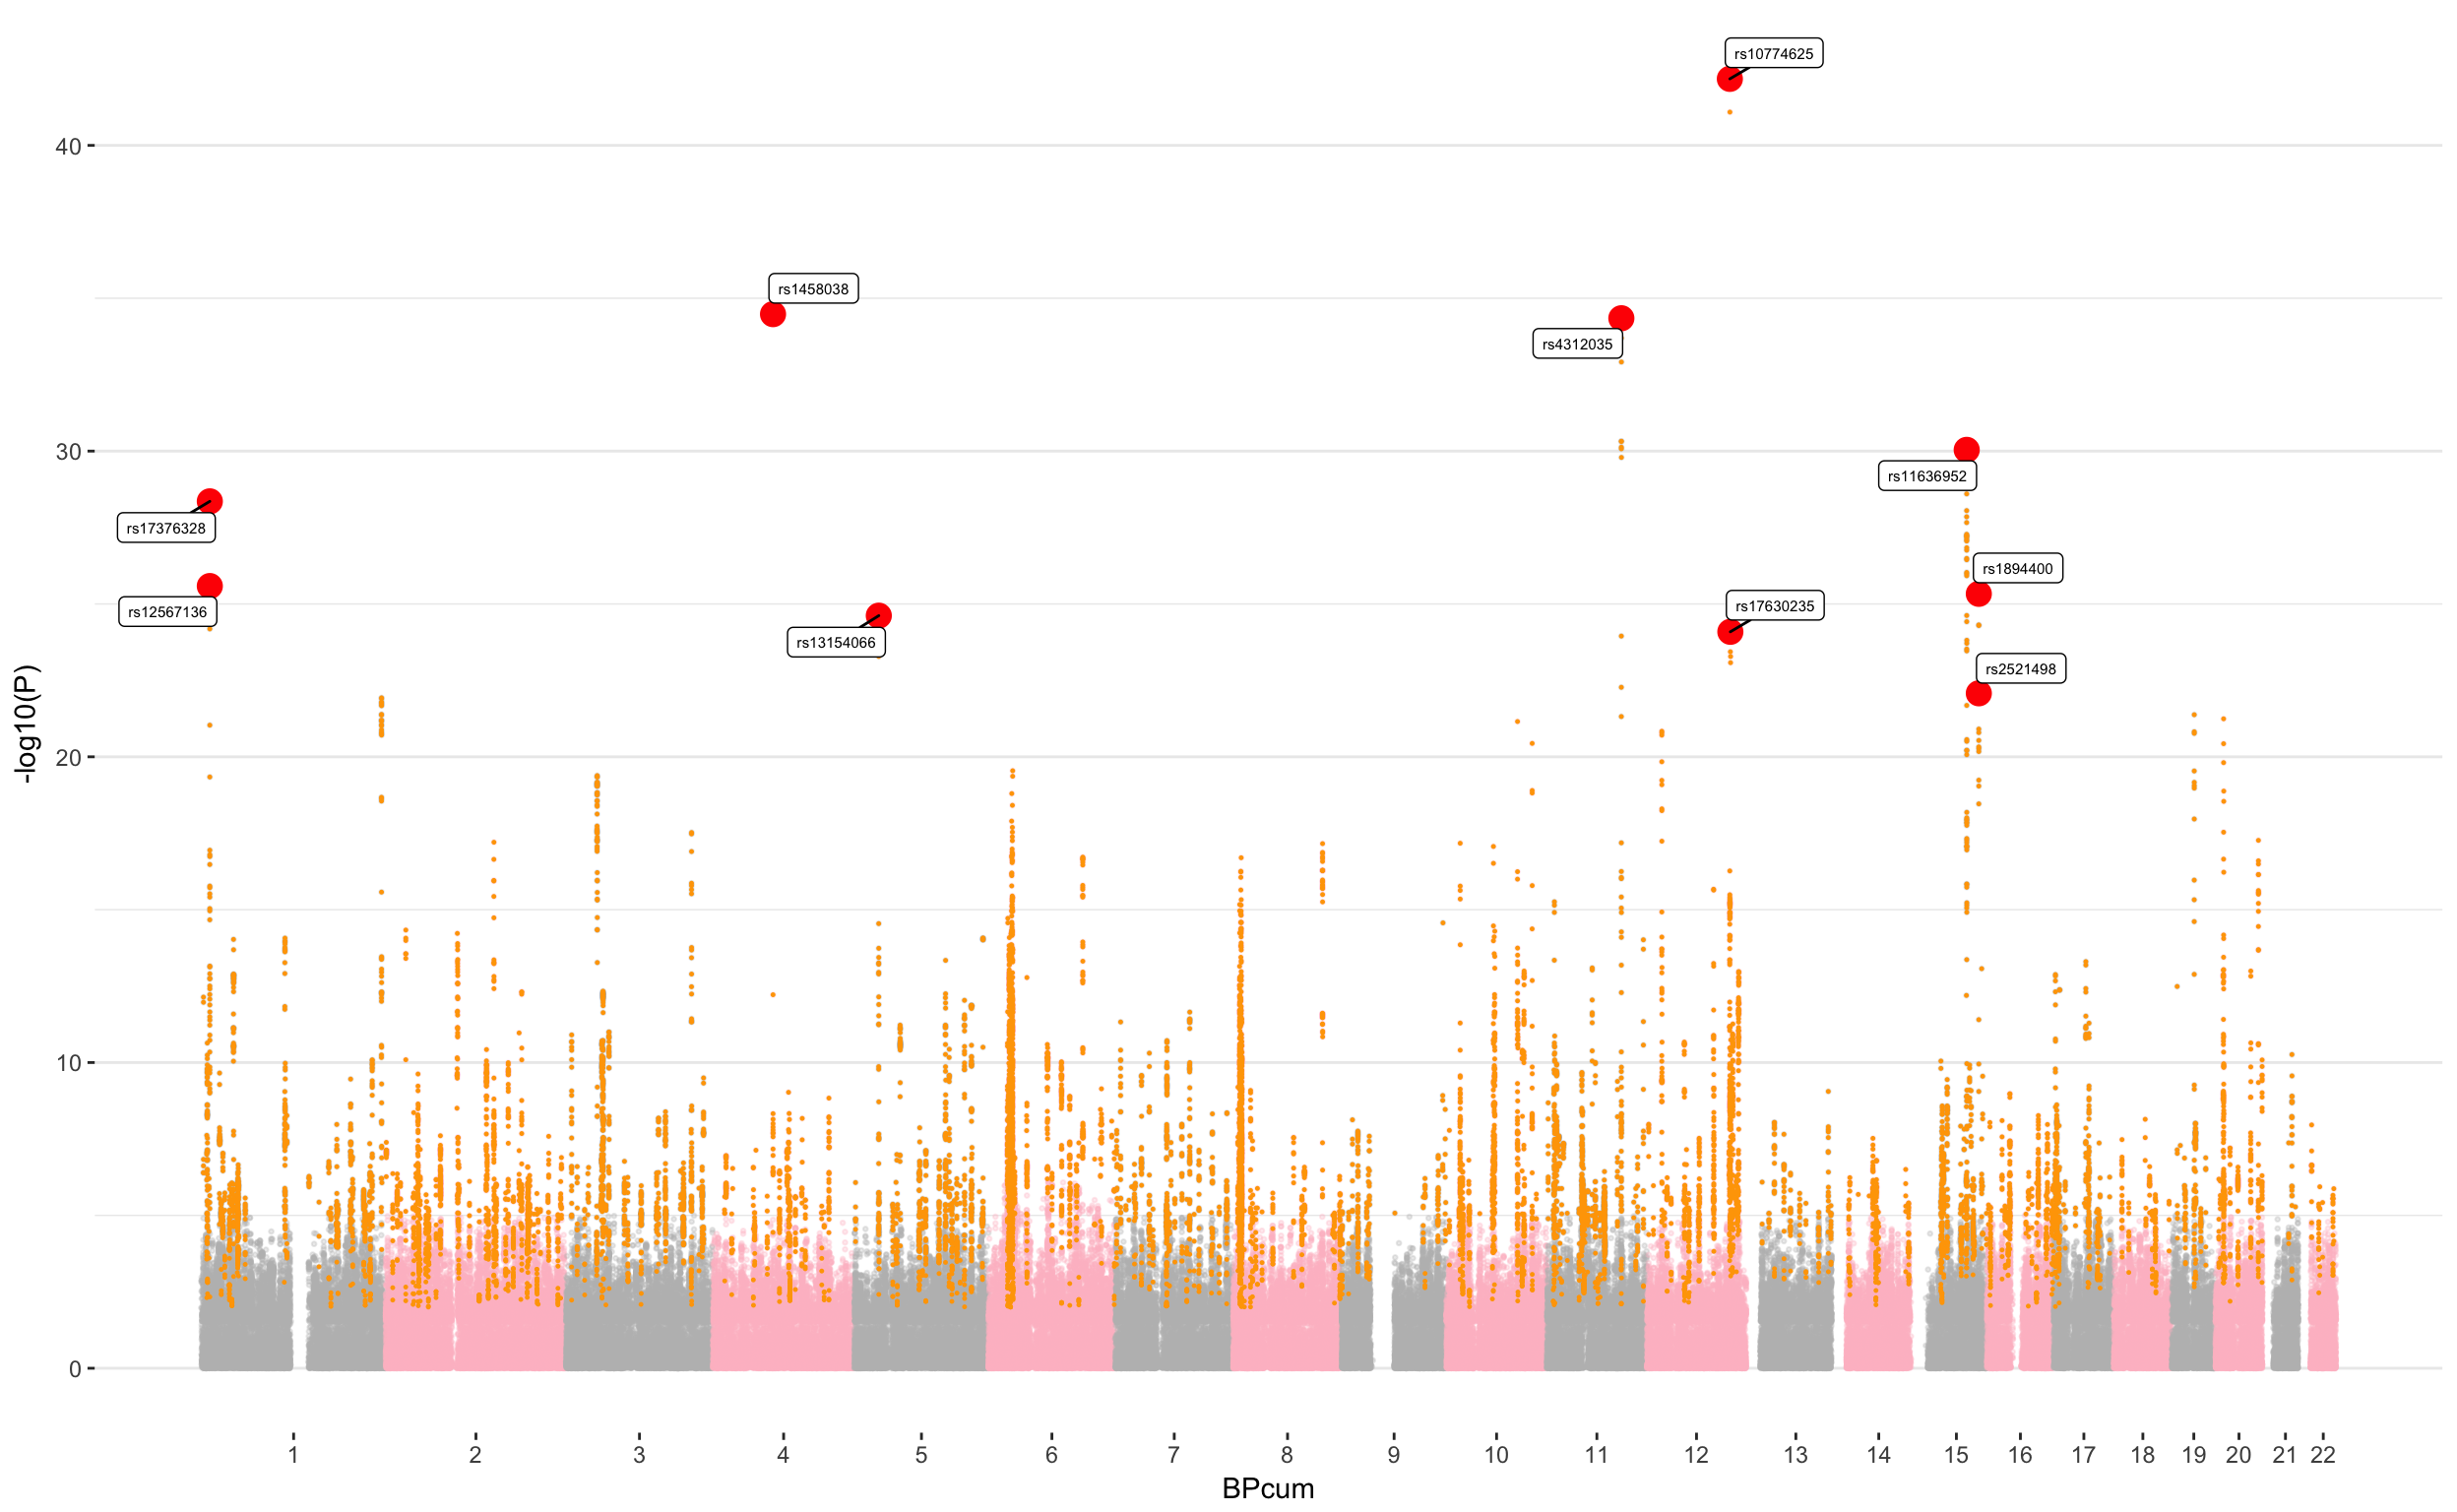 rs10774625
40
rs1458038
rs4312035
30
rs11636952
rs17376328
rs1894400
rs12567136
rs17630235
rs13154066
rs2521498
-log10(P)
20
10
0
1 2 3 4 5 6 7 8 9 10 11 12 13 14 15 16 17 18 19 20 21 22
BPcum